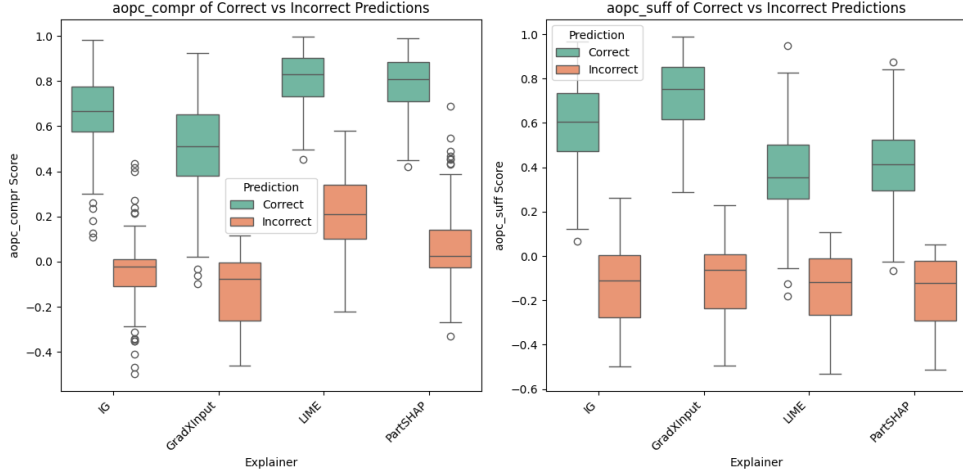 aopc_compr of Correct vs Incorrect Predictions
aopc_compr Score
1.0
0.8
0.6
0.4
0.2
0.0
−0.2
−0.4
Prediction
Correct
Incorrect
IG
GradXInput
LIME
PartSHAP
Explainer
aopc_suff of Correct vs Incorrect Predictions
aopc_suff Score
1.0
0.8
0.6
0.4
0.2
0.0
−0.2
−0.4
−0.6
Prediction
Correct
Incorrect
IG
GradXInput
LIME
PartSHAP
Explainer